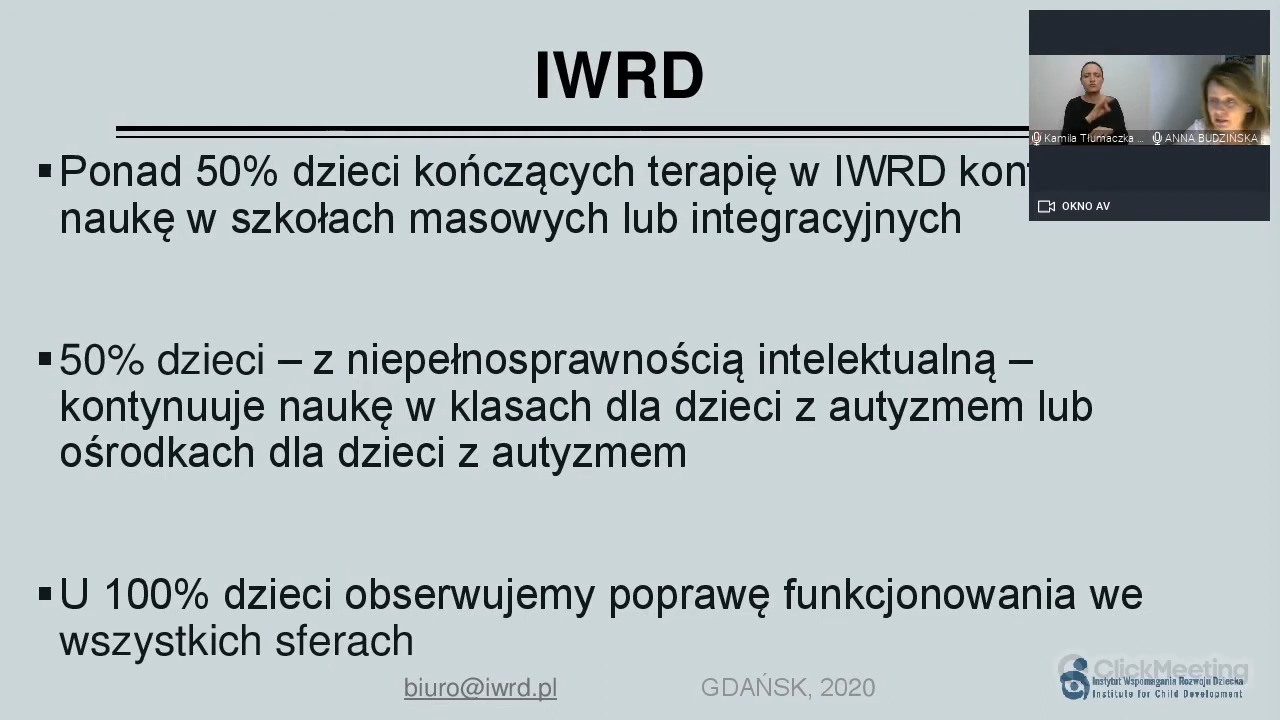 IWRD
▪Ponad 50% dzieci kończących terapię w IWRD
naukę w szkołach masowych lub integracyjnych
▪50% dzieci – z niepełnosprawnością intelektualną –
kontynuuje naukę w klasach dla dzieci z autyzmem lub
ośrodkach dla dzieci z autyzmem
▪U 100% dzieci obserwujemy poprawę funkcjonowania we
wszystkich sferach
biuro@iwrd.pl
GDAŃSK, 2020
Kamila Tłumaczka ...
ANNA BUDZIŃSKA
OKNO AV
ClickMeeting
Instytut Wspomagania Rozwoju Dziecka
Institute for Child Development